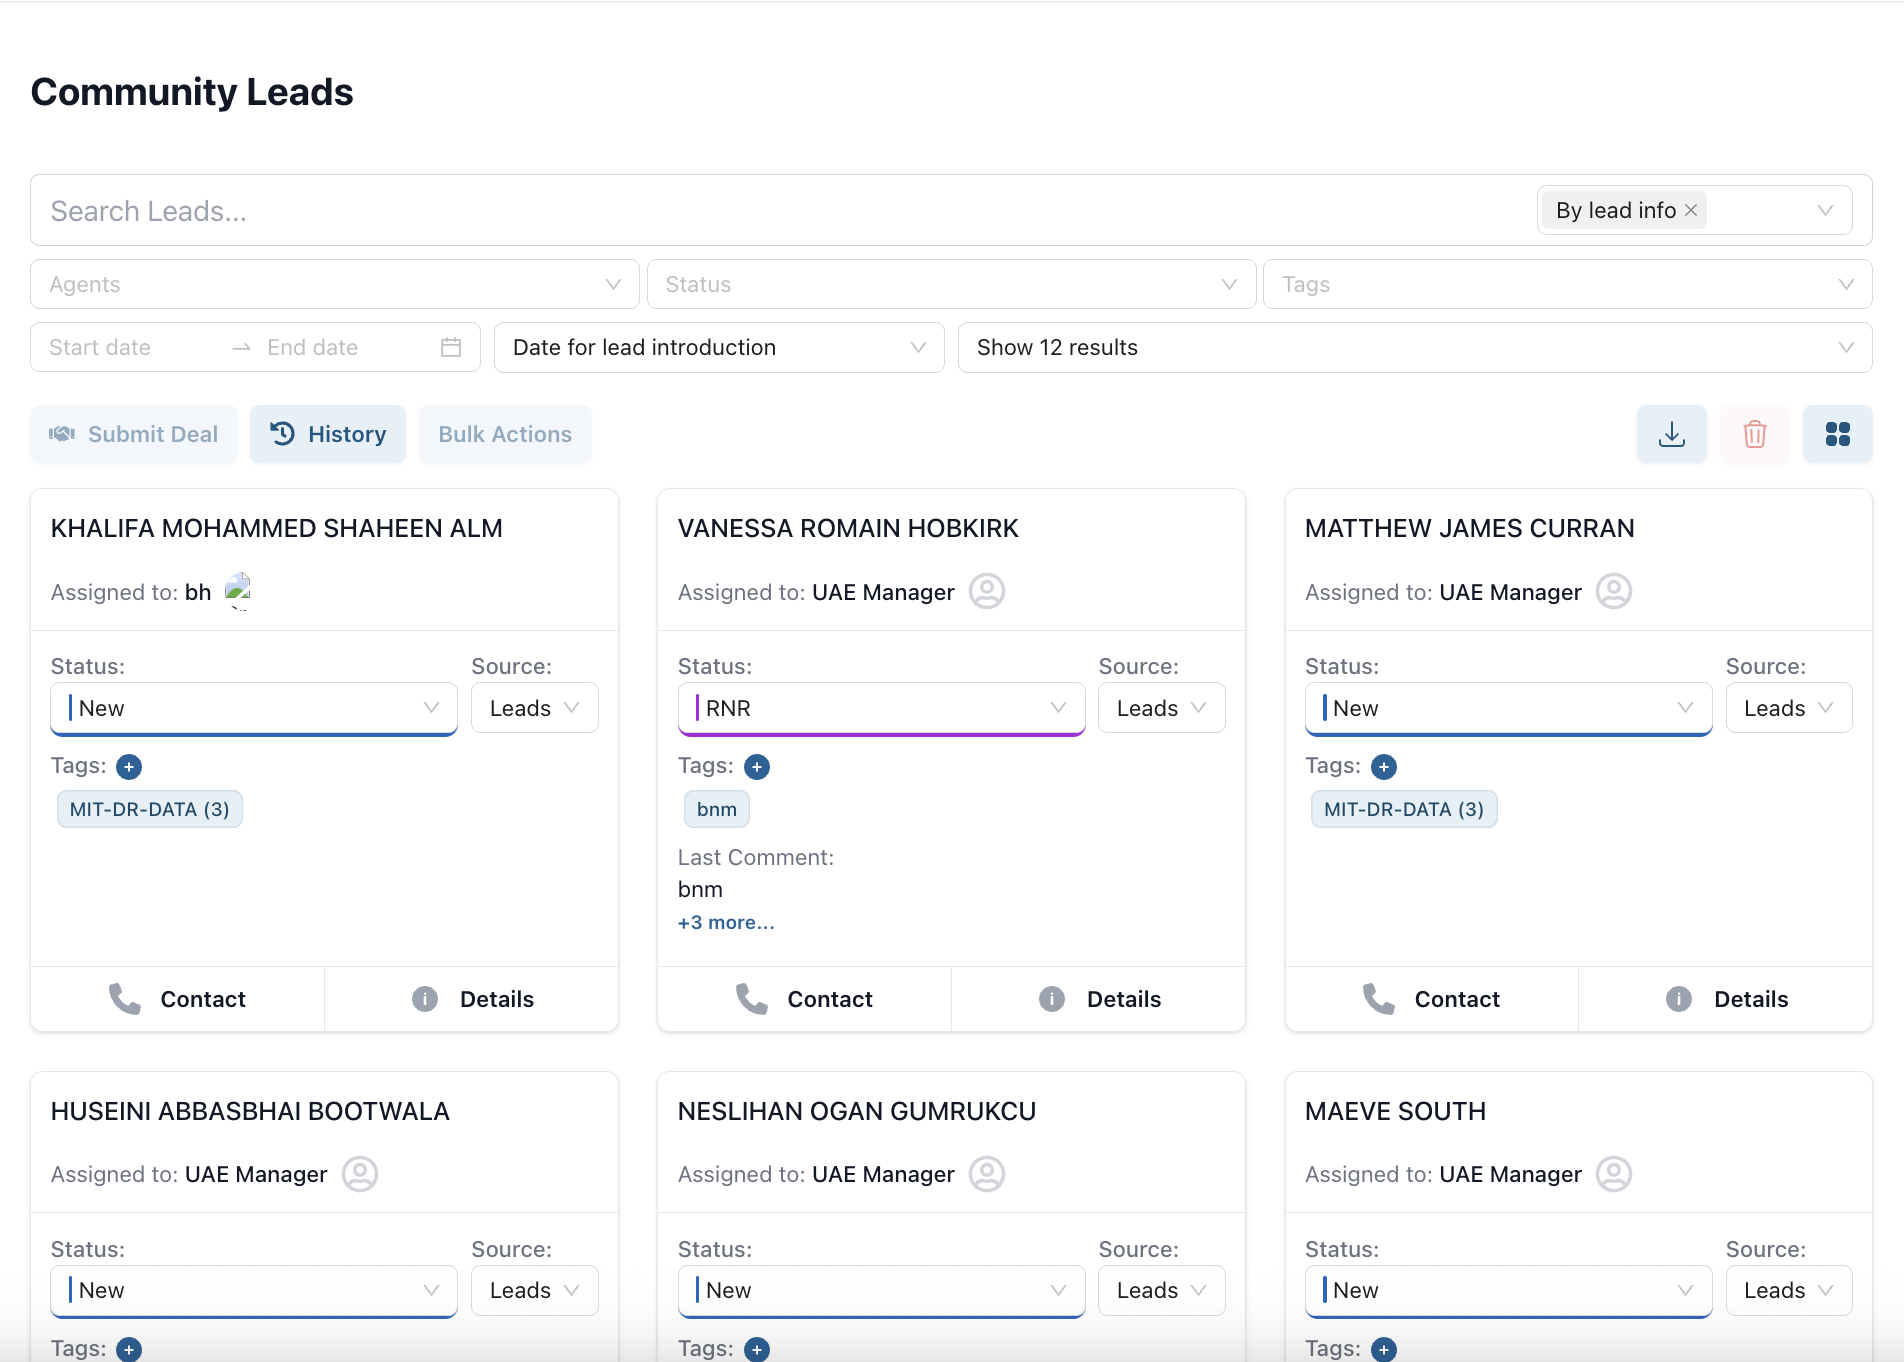 Community Leads
Search Leads...
By lead info
Agents
Status
Tags
Start date
End date
Date for lead introduction
Show 12 results
Submit Deal
History
Bulk Actions
KHALIFA MOHAMMED SHAHEEN ALM
Assigned to: bh
Status:
Source:
New
Leads
Tags:
MIT-DR-DATA (3)
Contact
Details
VANESSA ROMAIN HOBKIRK
Assigned to: UAE Manager
Status:
Source:
RNR
Leads
Tags:
bnm
Last Comment:
bnm
+3 more...
Contact
Details
MATTHEW JAMES CURRAN
Assigned to: UAE Manager
Status:
Source:
New
Leads
Tags:
MIT-DR-DATA (3)
Contact
Details
HUSEINI ABBASBHAI BOOTWALA
Assigned to: UAE Manager
Status:
Source:
New
Leads
Tags:
NESLIHAN OGAN GUMRUKCU
Assigned to: UAE Manager
Status:
Source:
New
Leads
Tags:
MAEVE SOUTH
Assigned to: UAE Manager
Status:
Source:
New
Leads
Tags: